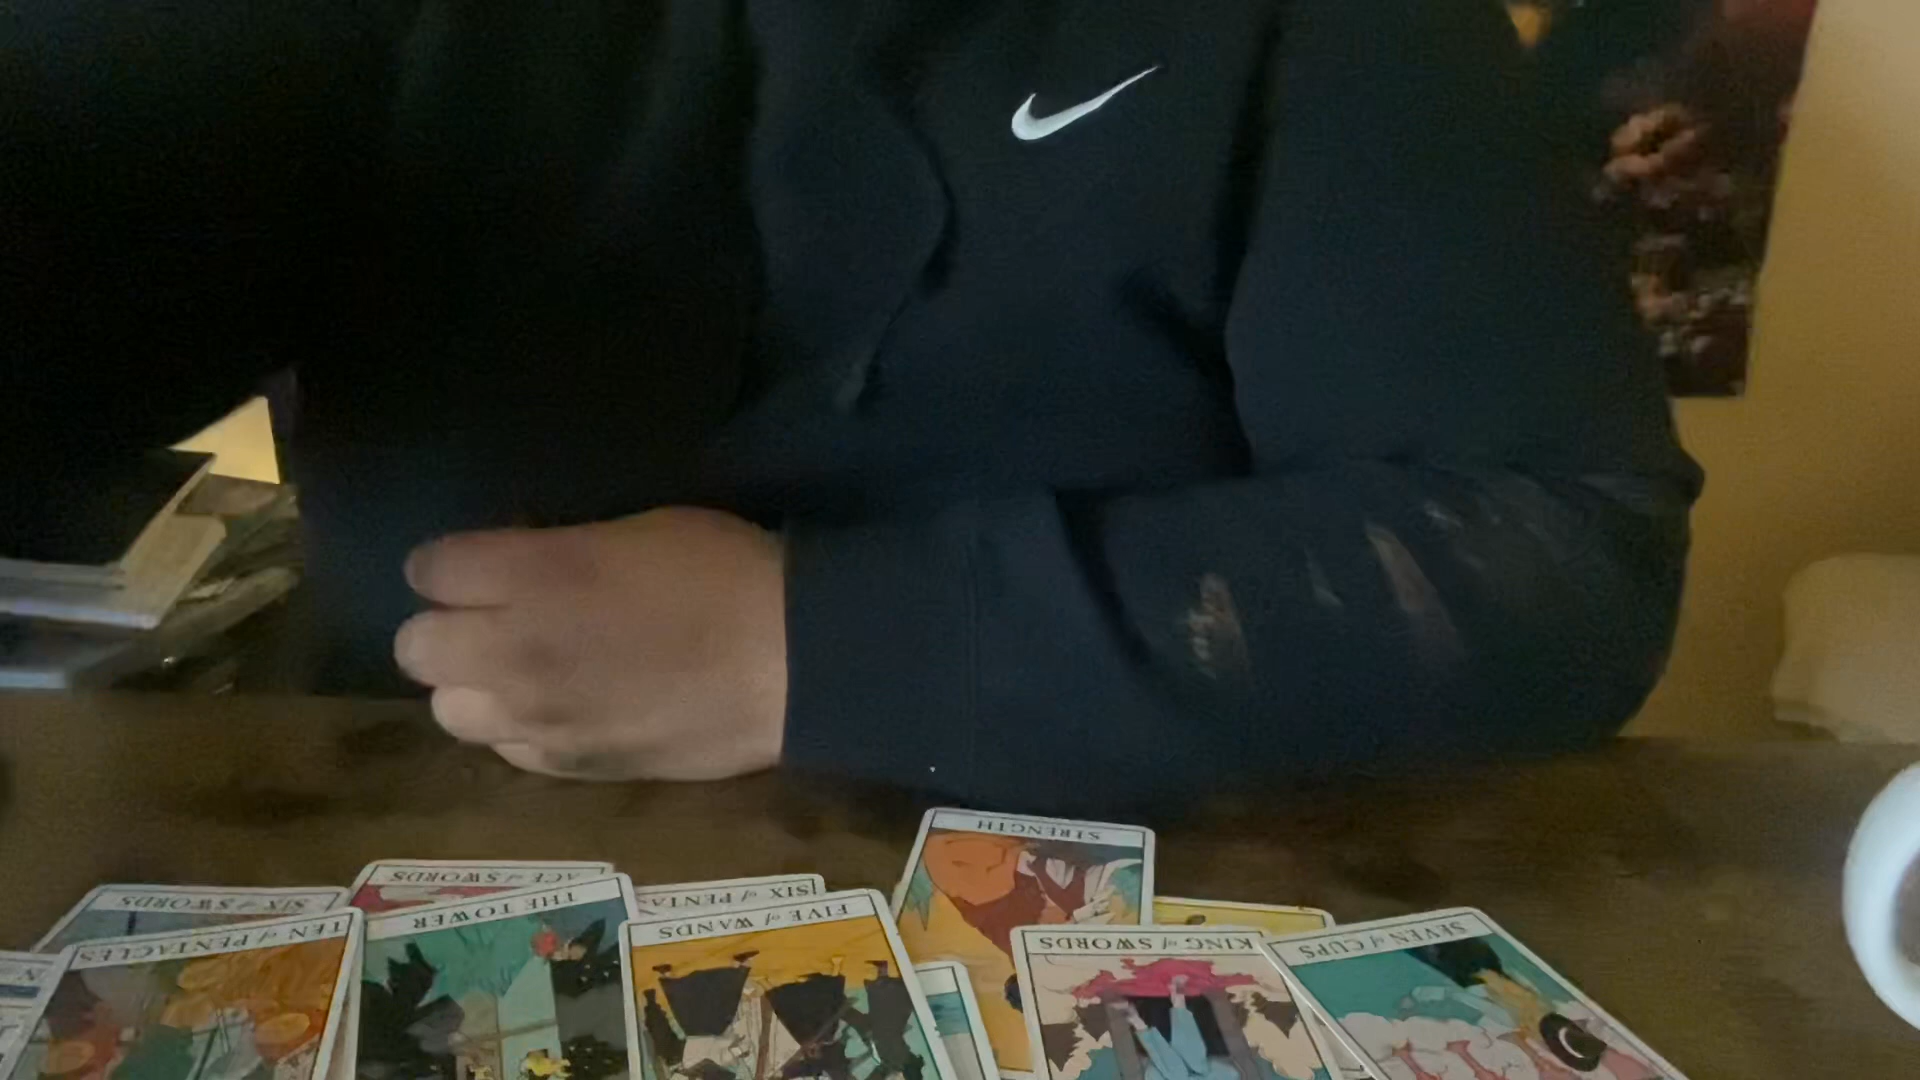 STRENGTH
ACE of SWORDS
SIX of SWORDS
SIX of PENTAC
THE TOWER
FIVE of WANDS
TEN of PENTACLES
KING of SWORDS
SEVEN of CUPS